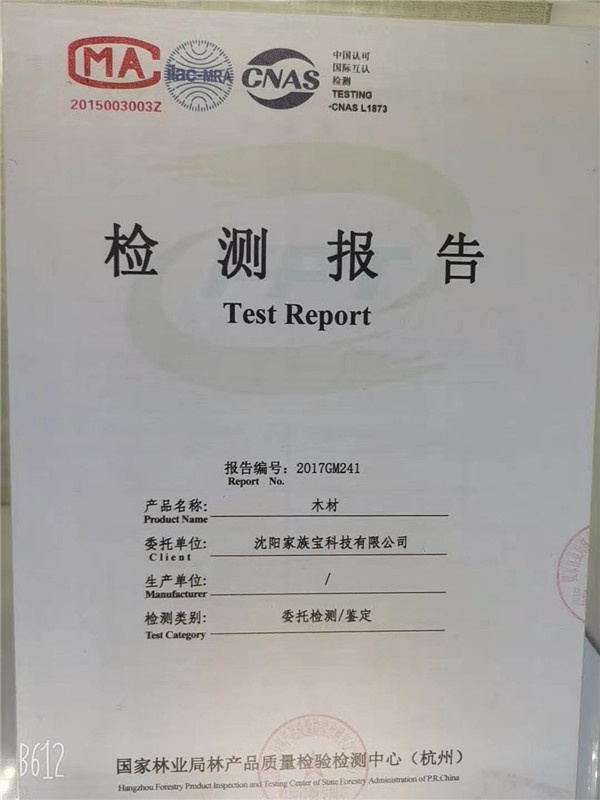 MA
ilac-MRA
CNAS
中国认可
国际互认
检测
TESTING
CNAS L1873
2015003003Z
检测报告
Test Report
报告编号: 2017GM241
Report No.
产品名称: 木材
Product Name
委托单位: 沈阳家族宝科技有限公司
Client
生产单位: /
Manufacturer
检测类别: 委托检测/鉴定
Test Category
国家林业局林产品质量检验检测中心（杭州）
Hangzhou Forestry Product Inspection and Testing Center of State Forestry Administration of P.R.China
B612